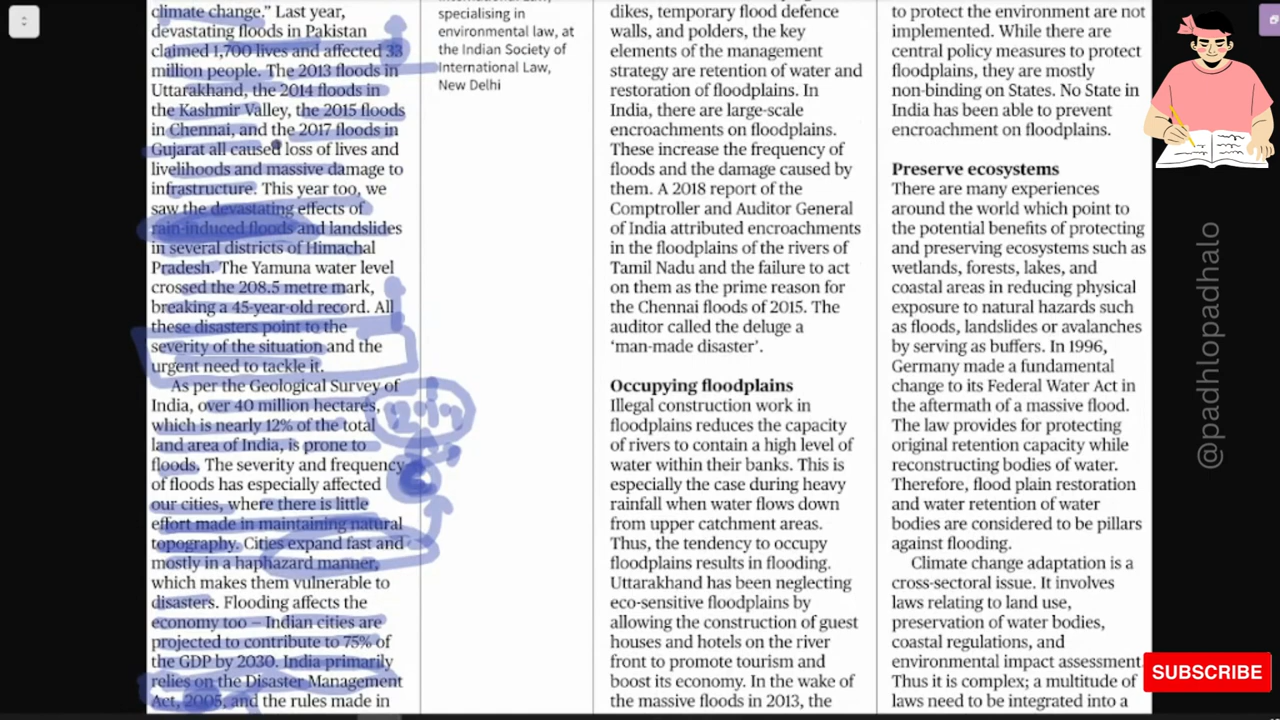 climate change.” Last year,
devastating floods in Pakistan
claimed 1,700 lives and affected 33
million people. The 2013 floods in
Uttarakhand, the 2014 floods in
the Kashmir Valley, the 2015 floods
in Chennai, and the 2017 floods in
Gujarat all caused loss of lives and
livelihoods and massive damage to
infrastructure. This year too, we
saw the devastating effects of
rain-induced floods and landslides
in several districts of Himachal
Pradesh. The Yamuna water level
crossed the 208.5 metre mark,
breaking a 45-year-old record. All
these disasters point to the
severity of the situation and the
urgent need to tackle it.
As per the Geological Survey of
India, over 40 million hectares,
which is nearly 12% of the total
land area of India, is prone to
floods. The severity and frequency
of floods has especially affected
our cities, where there is little
effort made in maintaining natural
topography. Cities expand fast and
mostly in a haphazard manner,
which makes them vulnerable to
disasters. Flooding affects the
economy too — Indian cities are
projected to contribute to 75% of
the GDP by 2030. India primarily
relies on the Disaster Management
Act, 2005, and the rules made in
specialising in
environmental law, at
the Indian Society of
International Law,
New Delhi
dikes, temporary flood defence
walls, and polders, the key
elements of the management
strategy are retention of water and
restoration of floodplains. In
India, there are large-scale
encroachments on floodplains.
These increase the frequency of
floods and the damage caused by
them. A 2018 report of the
Comptroller and Auditor General
of India attributed encroachments
in the floodplains of the rivers of
Tamil Nadu and the failure to act
on them as the prime reason for
the Chennai floods of 2015. The
auditor called the deluge a
‘man-made disaster’.
Occupying floodplains
Illegal construction work in
floodplains reduces the capacity
of rivers to contain a high level of
water within their banks. This is
especially the case during heavy
rainfall when water flows down
from upper catchment areas.
Thus, the tendency to occupy
floodplains results in flooding.
Uttarakhand has been neglecting
eco-sensitive floodplains by
allowing the construction of guest
houses and hotels on the river
front to promote tourism and
boost its economy. In the wake of
the massive floods in 2013, the
to protect the environment are not
implemented. While there are
central policy measures to protect
floodplains, they are mostly
non-binding on States. No State in
India has been able to prevent
encroachment on floodplains.
Preserve ecosystems
There are many experiences
around the world which point to
the potential benefits of protecting
and preserving ecosystems such as
wetlands, forests, lakes, and
coastal areas in reducing physical
exposure to natural hazards such
as floods, landslides or avalanches
by serving as buffers. In 1996,
Germany made a fundamental
change to its Federal Water Act in
the aftermath of a massive flood.
The law provides for protecting
original retention capacity while
reconstructing bodies of water.
Therefore, flood plain restoration
and water retention of water
bodies are considered to be pillars
against flooding.
Climate change adaptation is a
cross-sectoral issue. It involves
laws relating to land use,
preservation of water bodies,
coastal regulations, and
environmental impact assessment.
Thus it is complex; a multitude of
laws need to be integrated into a
@padhlopadhalo
SUBSCRIBE